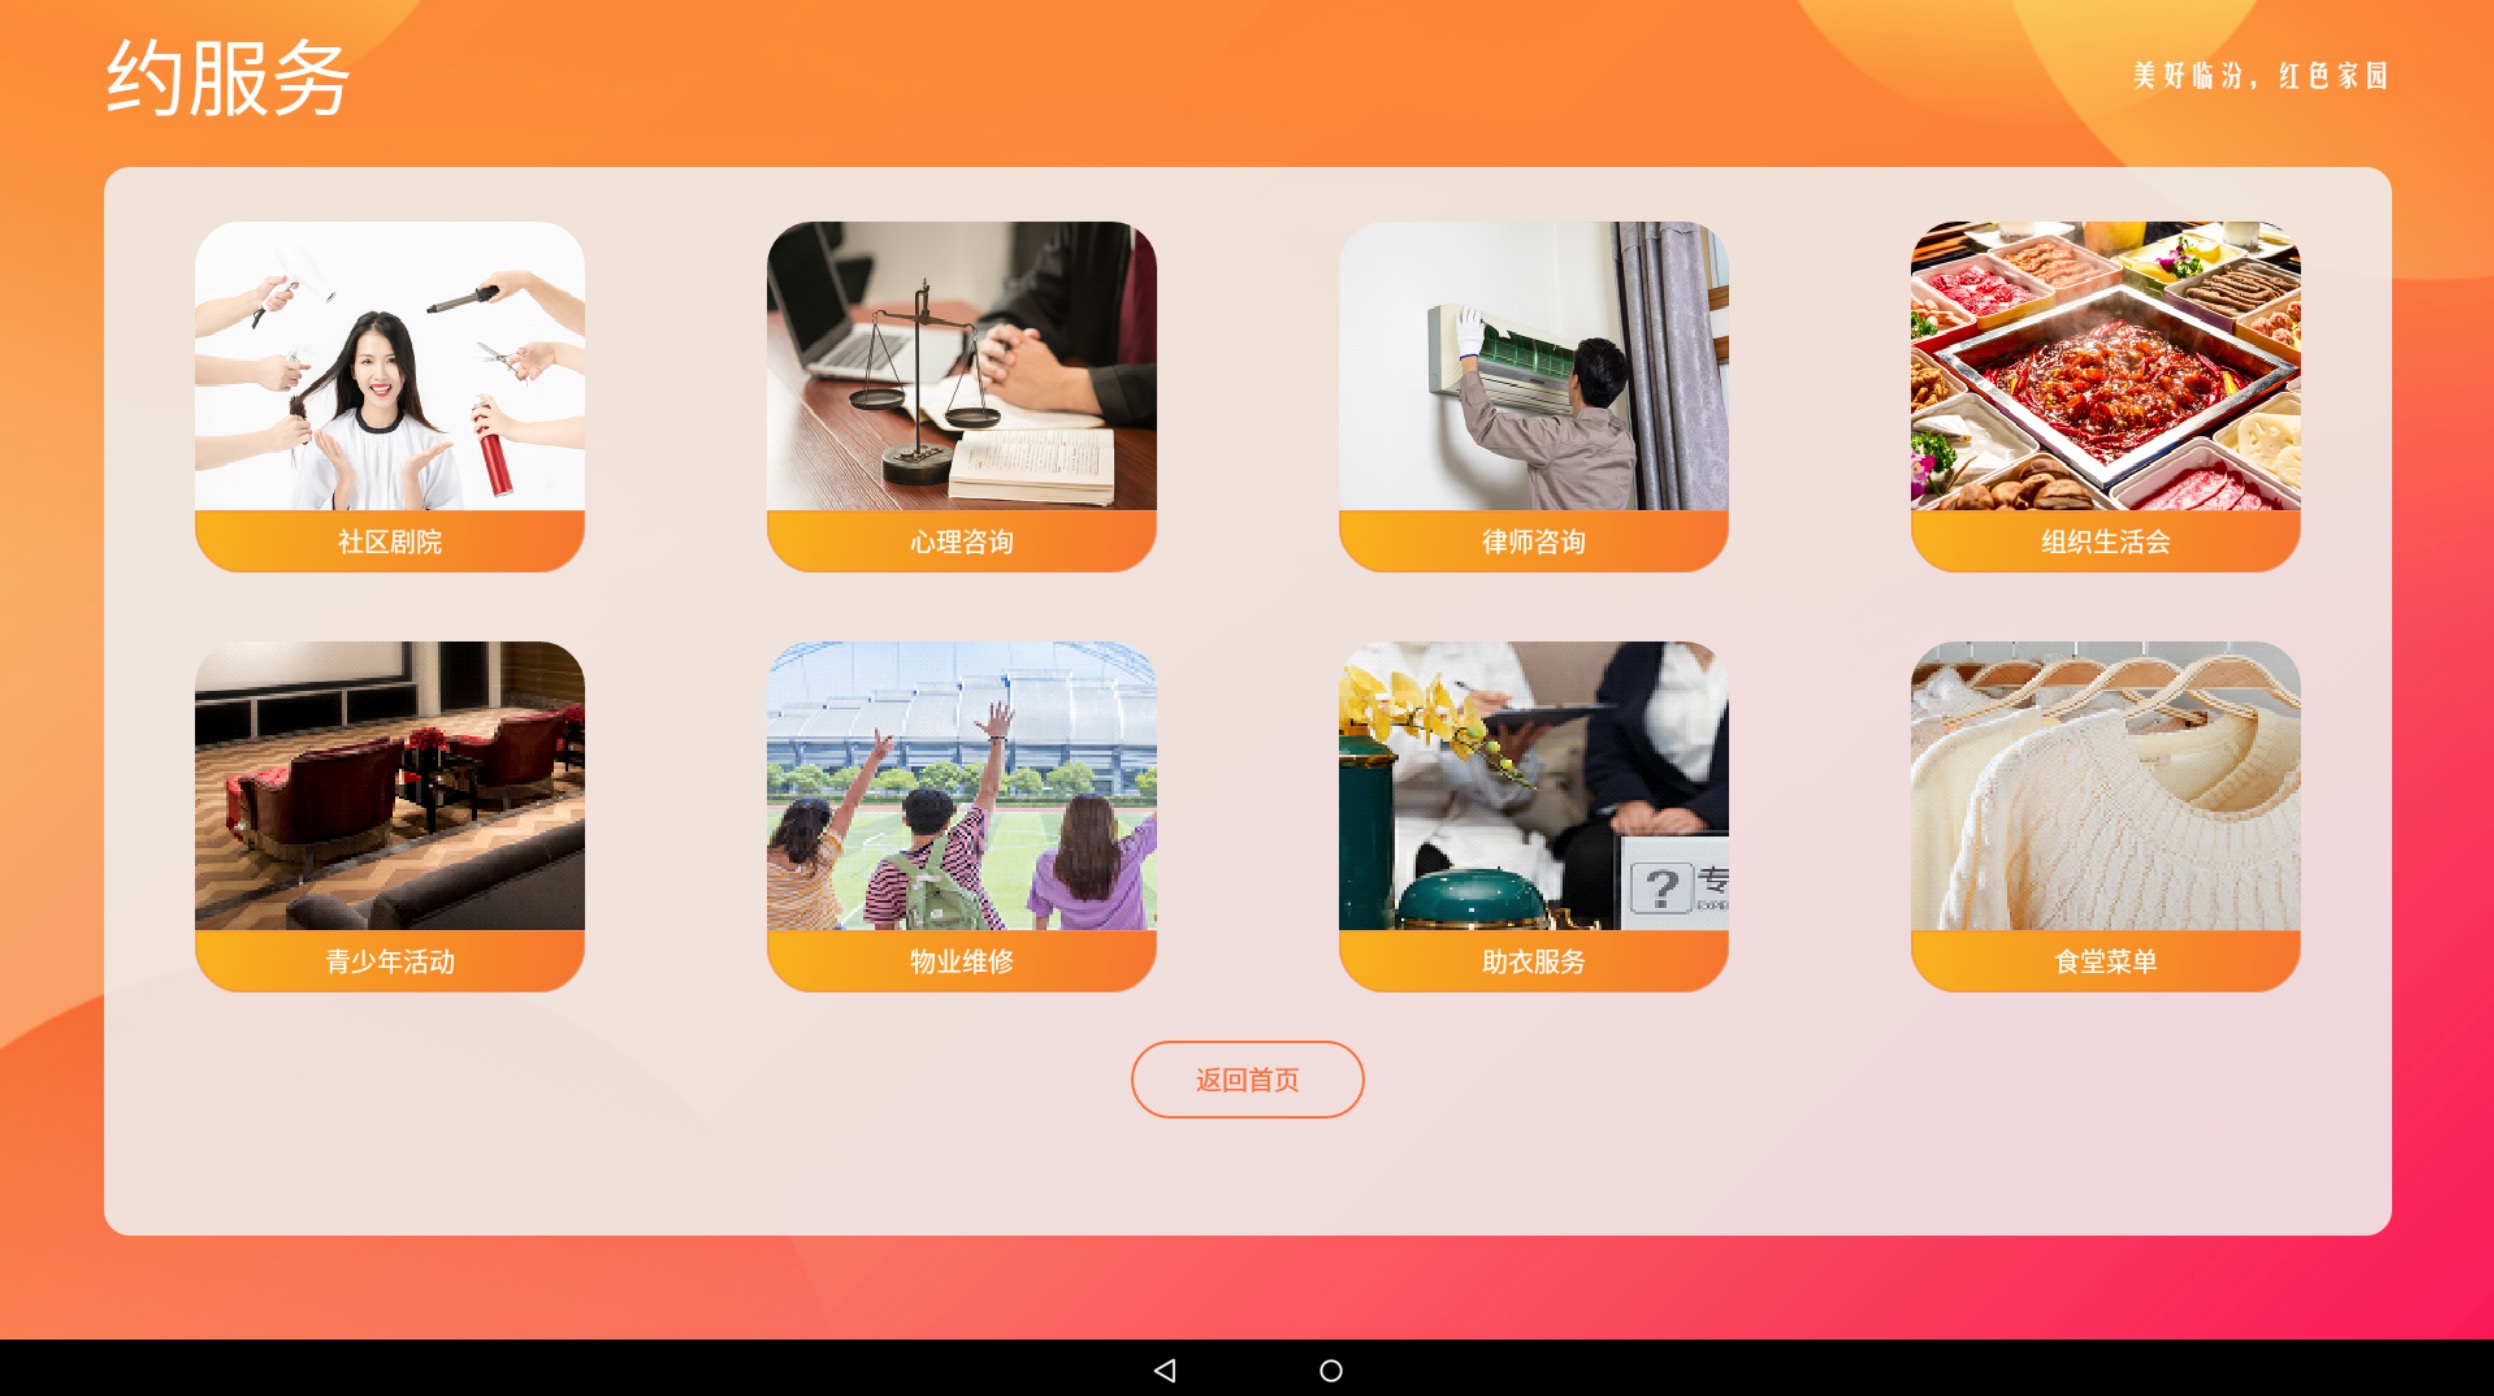 约服务
美好临汾，红色家园
社区剧院
心理咨询
律师咨询
组织生活会
专
青少年活动
物业维修
助衣服务
食堂菜单
返回首页